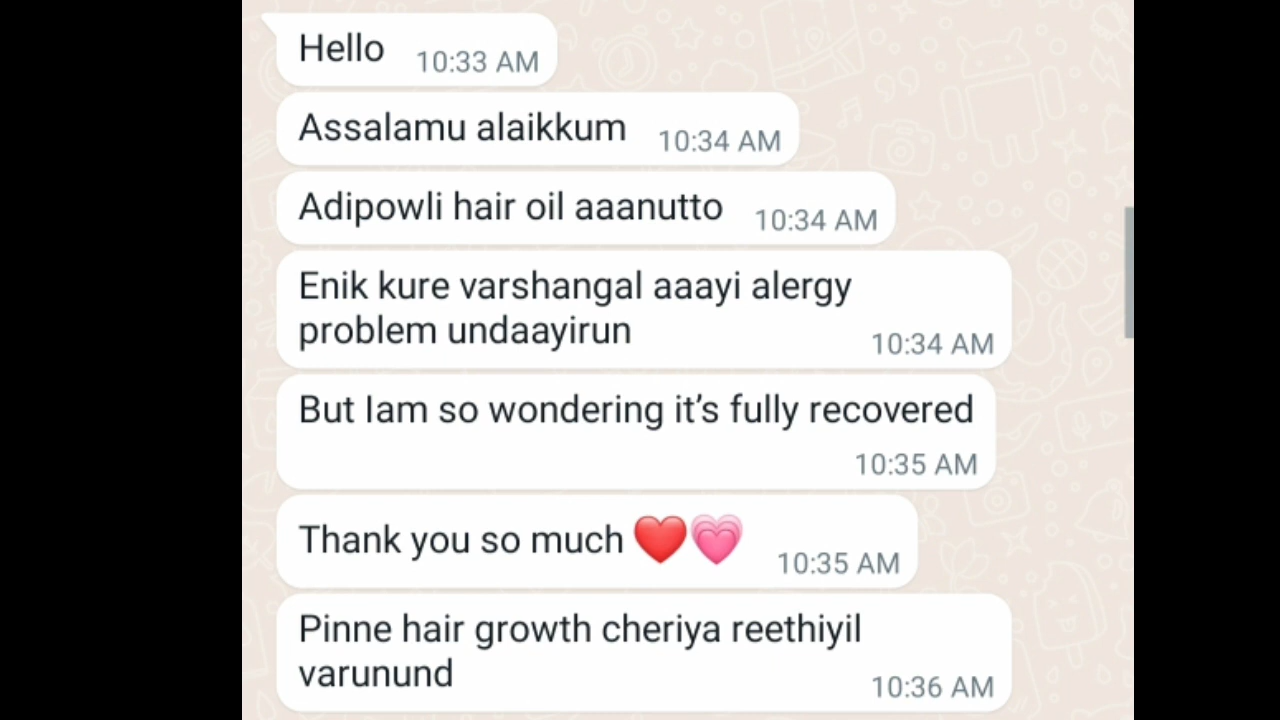 Hello 10:33 AM
Assalamu alaikkum 10:34 AM
Adipowli hair oil aaanutto 10:34 AM
Enik kure varshangal aaayi alergy
problem undaayirun 10:34 AM
But Iam so wondering it’s fully recovered
10:35 AM
Thank you so much ❤️💗 10:35 AM
Pinne hair growth cheriya reethiyil
varunund 10:36 AM